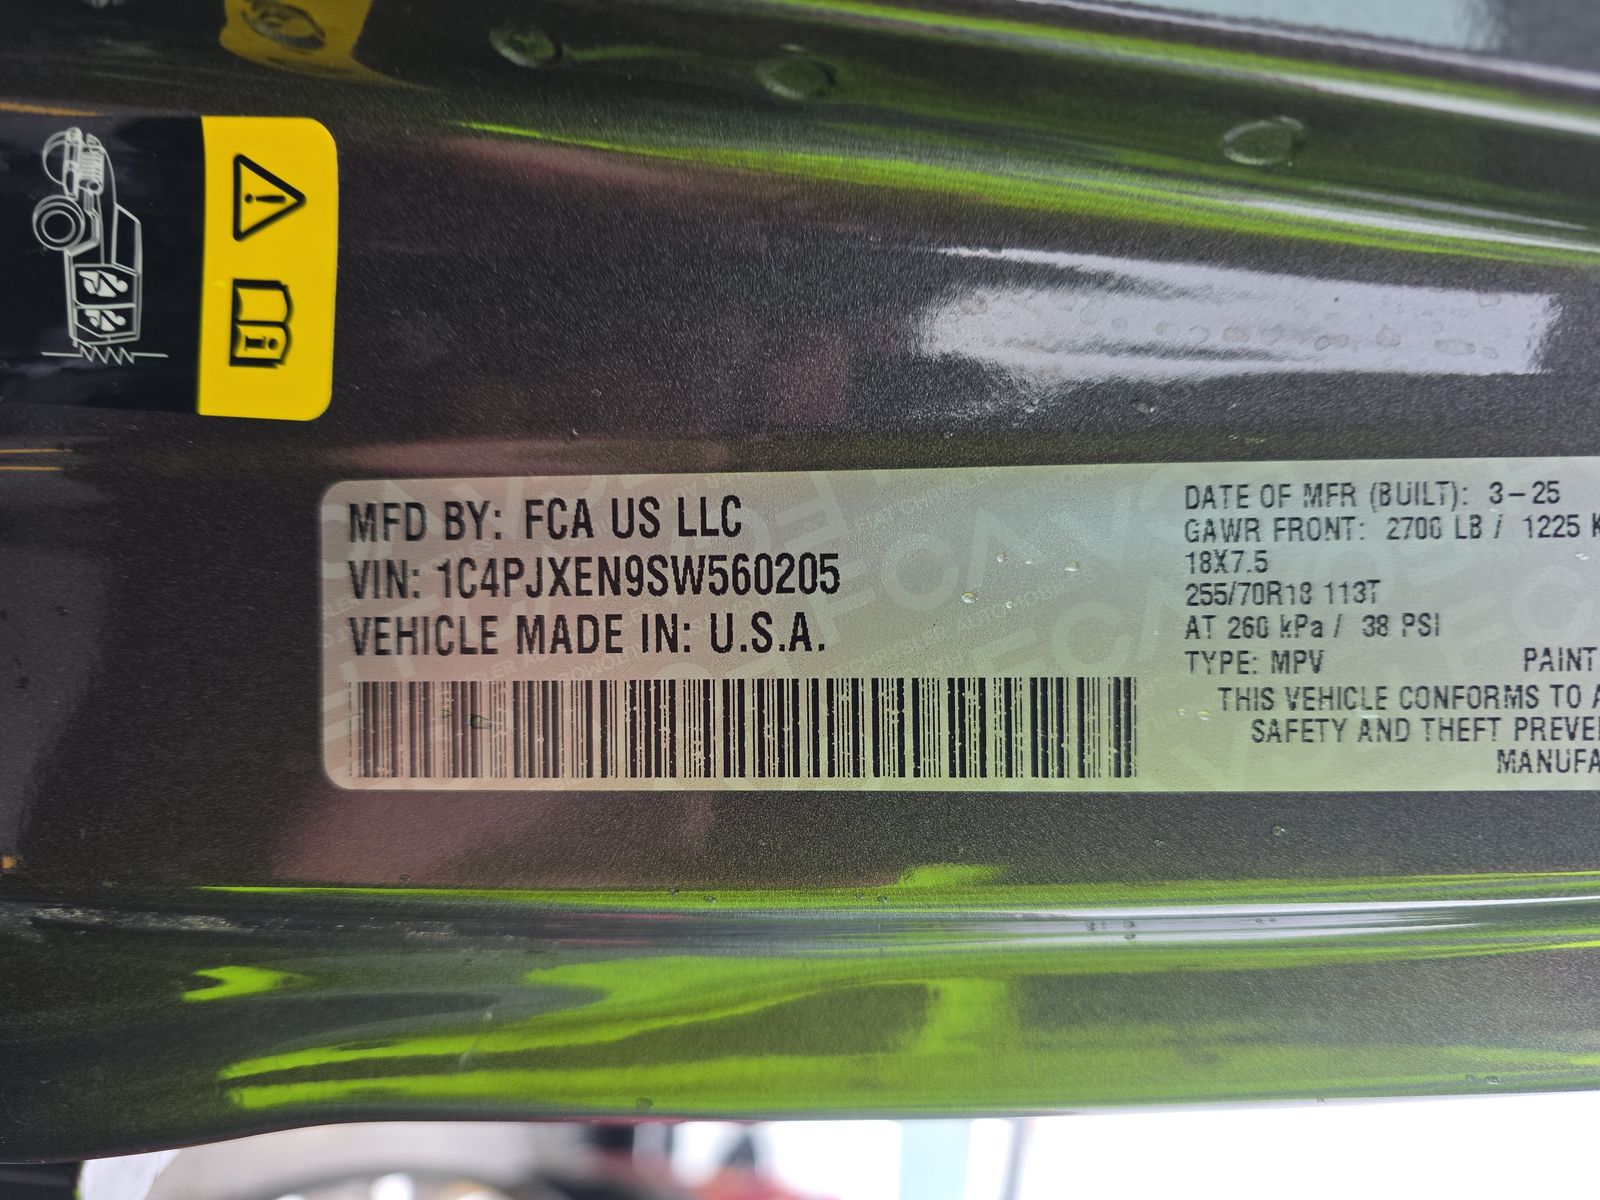 MFD BY: FCA US LLC
VIN: 1C4PJXEN9SW560205
VEHICLE MADE IN: U.S.A.
DATE OF MFR (BUILT): 3-25
GAWR FRONT: 2700 LB / 1225 K
18X7.5
255/70R18 113T
AT 260 kPa / 38 PSI
TYPE: MPV PAINT
THIS VEHICLE CONFORMS TO A
SAFETY AND THEFT PREVE
MANUFA